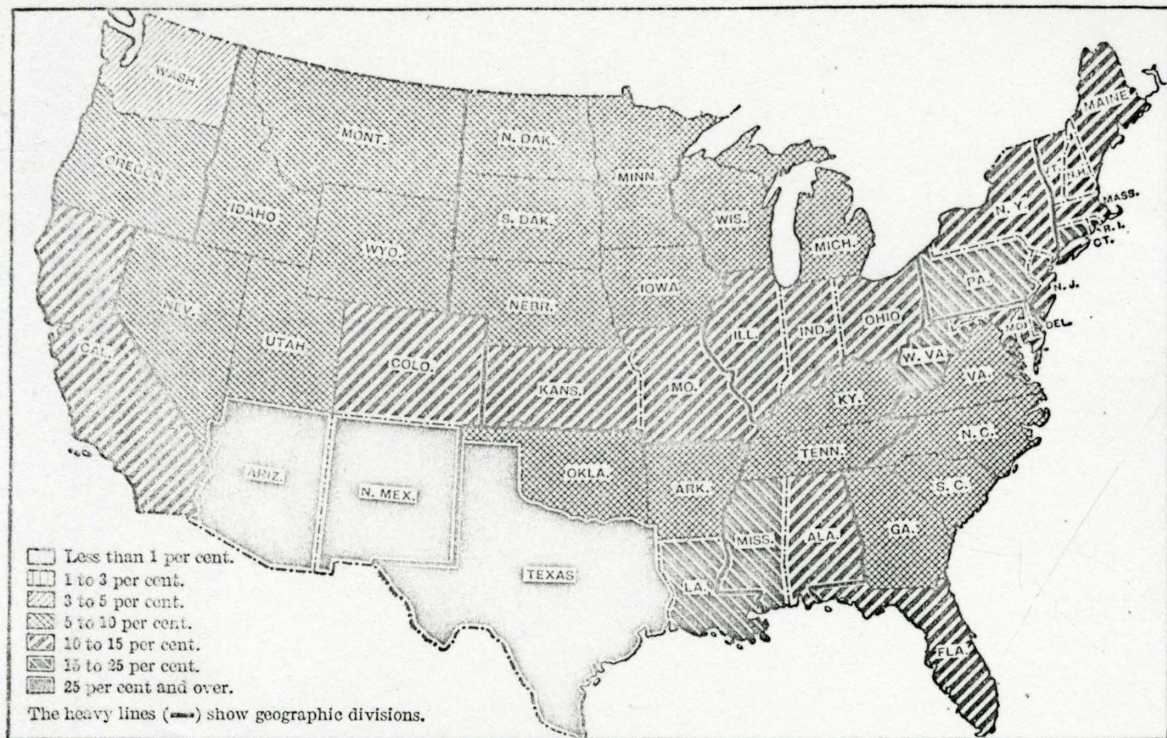 WASH.
MONT.
N. DAK.
MINN.
MAINE
OREGON
IDAHO
S. DAK.
WIS.
MICH.
VT.
N.H.
N.Y.
MASS.
R.I.
CT.
WYO.
NEBR.
IOWA
PA.
N. J.
NEV.
UTAH
COLO.
KANS.
MO.
ILL.
IND.
OHIO
MD.
DEL.
CAL.
W. VA
VA.
KY.
N. C.
TENN.
ARIZ.
N. MEX.
OKLA.
ARK.
S. C.
MISS.
ALA.
GA.
TEXAS
LA.
FLA.
Less than 1 per cent.
1 to 3 per cent.
3 to 5 per cent.
5 to 10 per cent.
10 to 15 per cent.
15 to 25 per cent.
25 per cent and over.
The heavy lines (▬▬) show geographic divisions.